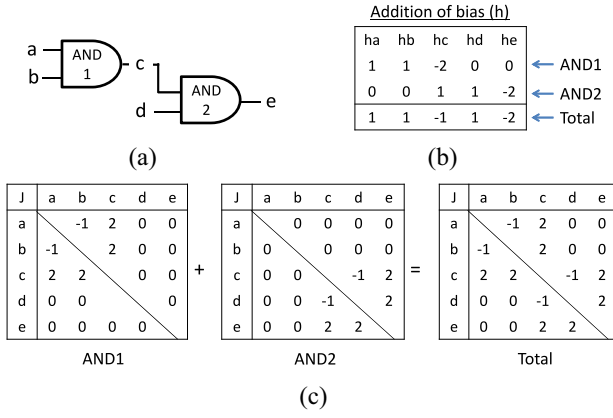 a
b
AND
1
c
d
AND
2
e
(a)
Addition of bias (h)
ha hb hc hd he
1 1 -2 0 0 AND1
0 0 1 1 -2 AND2
1 1 -1 1 -2 Total
(b)
J a b c d e
a -1 2 0 0
b -1 2 0 0
c 2 2 0 0
d 0 0 0
e 0 0 0 0
AND1
+
J a b c d e
a 0 0 0 0
b 0 0 0 0
c 0 0 -1 2
d 0 0 -1 2
e 0 0 2 2
AND2
=
J a b c d e
a -1 2 0 0
b -1 2 0 0
c 2 2 -1 2
d 0 0 -1 2
e 0 0 2 2
Total
(c)